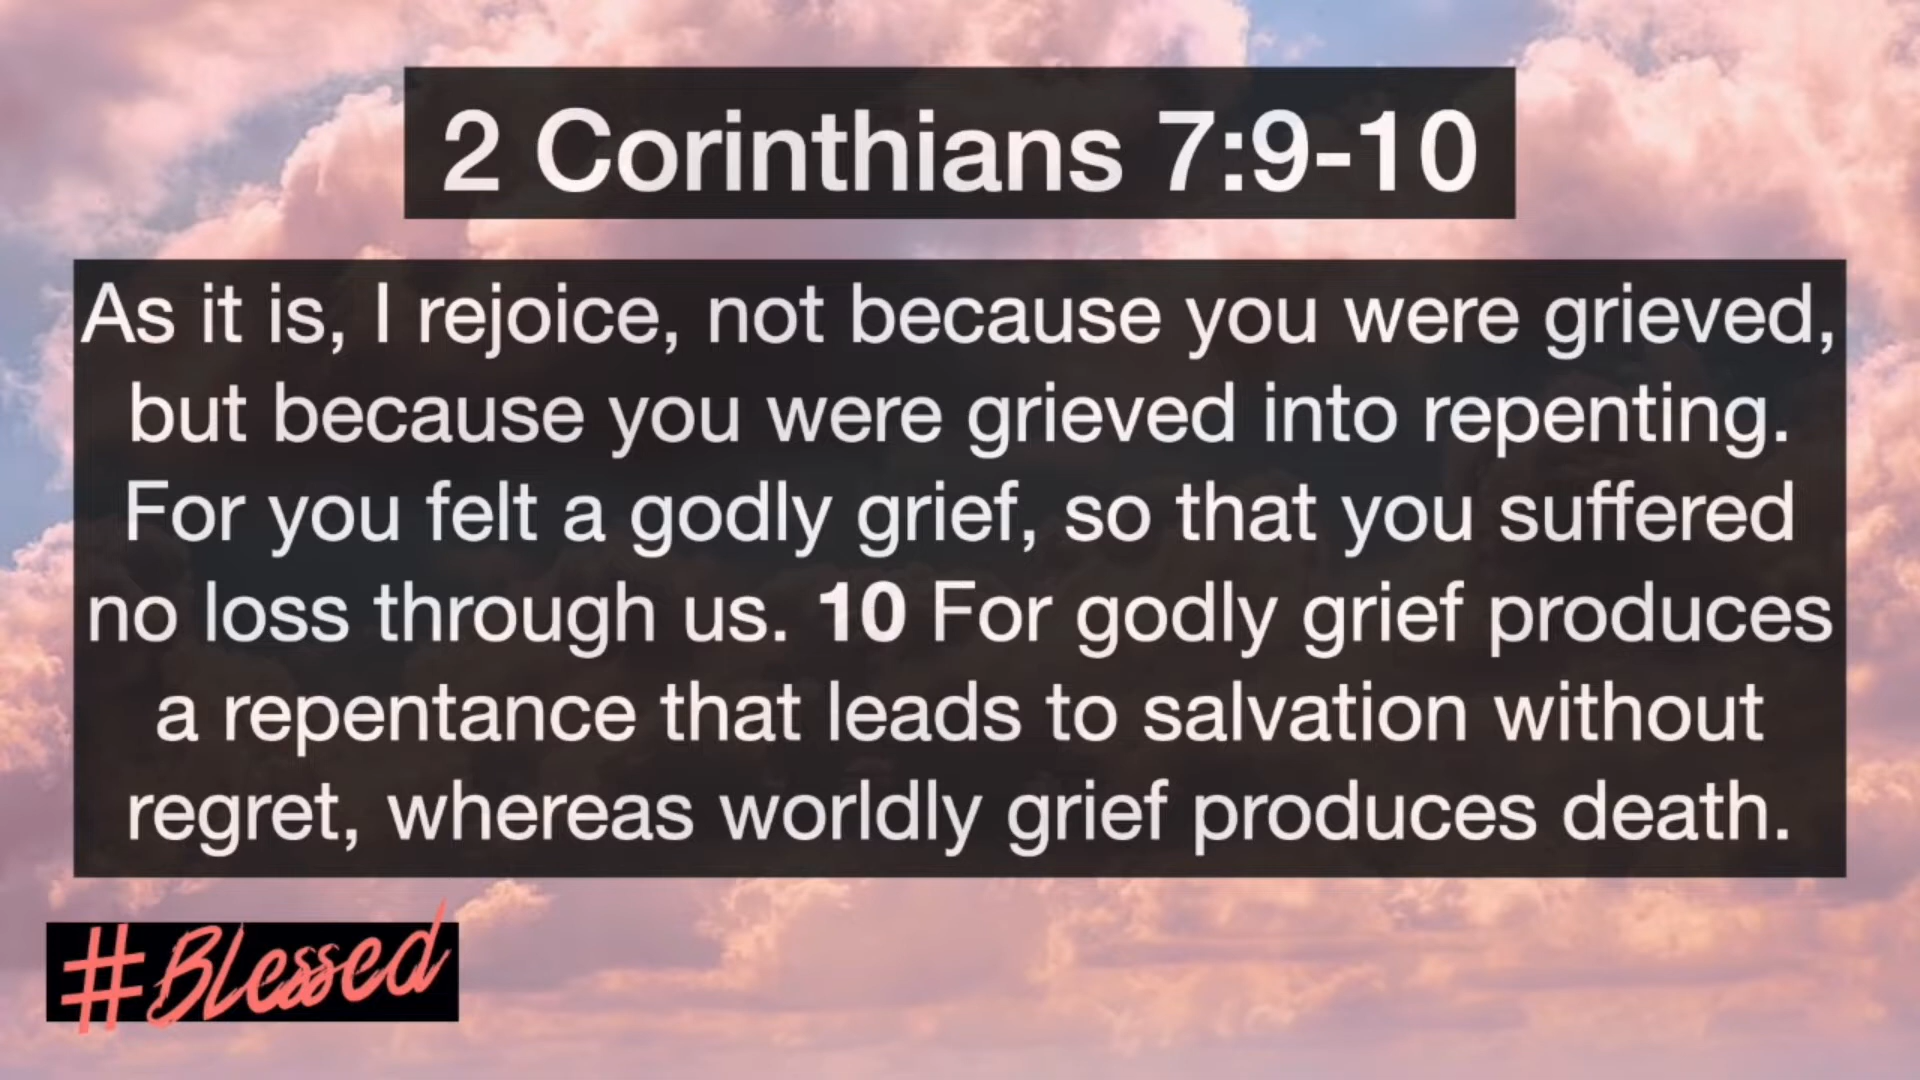 2 Corinthians 7:9-10
As it is, I rejoice, not because you were grieved,
but because you were grieved into repenting.
For you felt a godly grief, so that you suffered
no loss through us. 10 For godly grief produces
a repentance that leads to salvation without
regret, whereas worldly grief produces death.
#Blessed